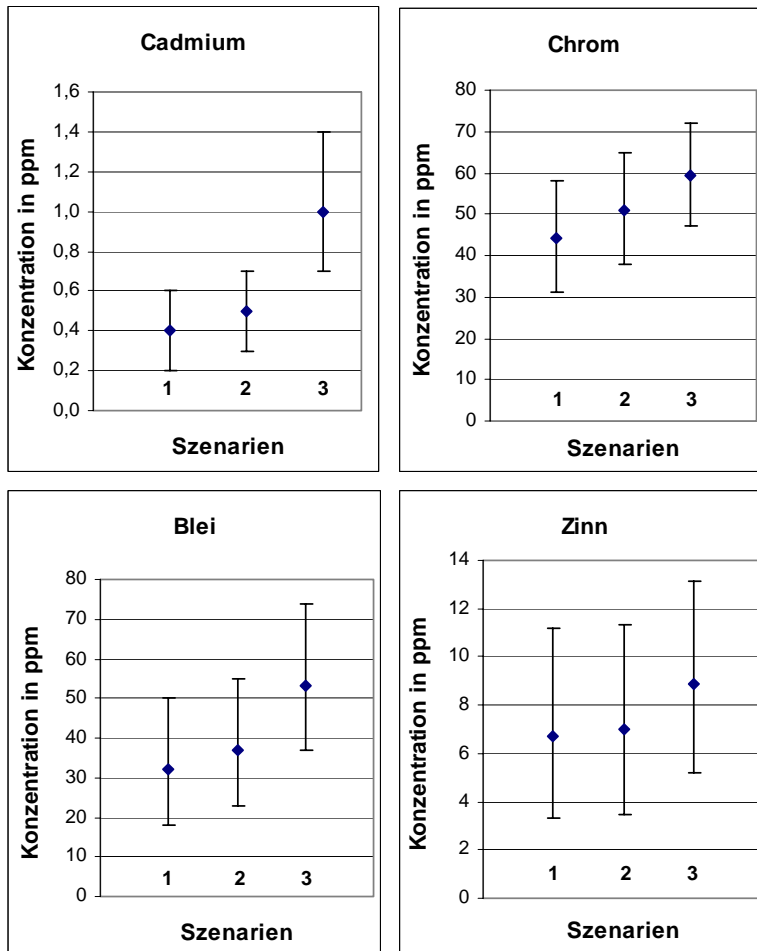 Cadmium
Konzentration in ppm
1,6
1,4
1,2
1,0
0,8
0,6
0,4
0,2
0,0
1 2 3
Szenarien
Chrom
Konzentration in ppm
80
70
60
50
40
30
20
10
0
1 2 3
Szenarien
Blei
Konzentration in ppm
80
70
60
50
40
30
20
10
0
1 2 3
Szenarien
Zinn
Konzentration in ppm
14
12
10
8
6
4
2
0
1 2 3
Szenarien